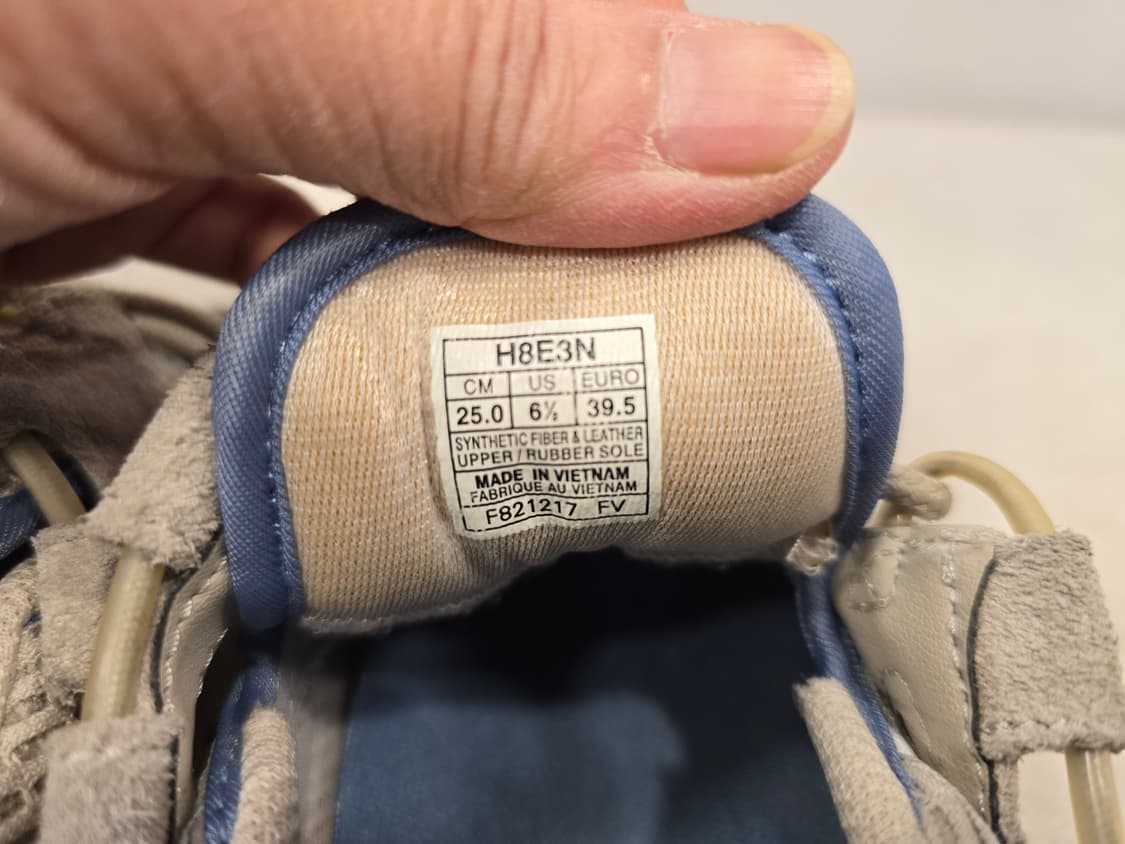 H8E3N
CM US EURO
25.0 6½ 39.5
SYNTHETIC FIBER & LEATHER
UPPER / RUBBER SOLE
MADE IN VIETNAM
FABRIQUE AU VIETNAM
F821217 FV